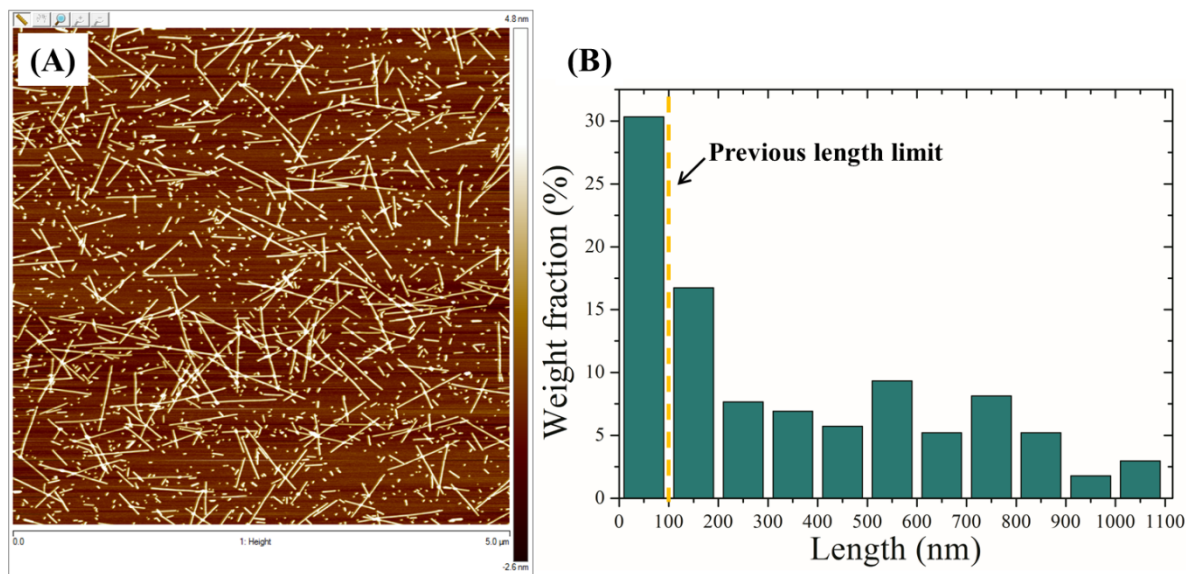 (A)
4.8 nm
-2.6 nm
0.0
1: Height
5.0 µm
(B)
Previous length limit
Weight fraction (%)
30
25
20
15
10
5
0
0 100 200 300 400 500 600 700 800 900 1000 1100
Length (nm)